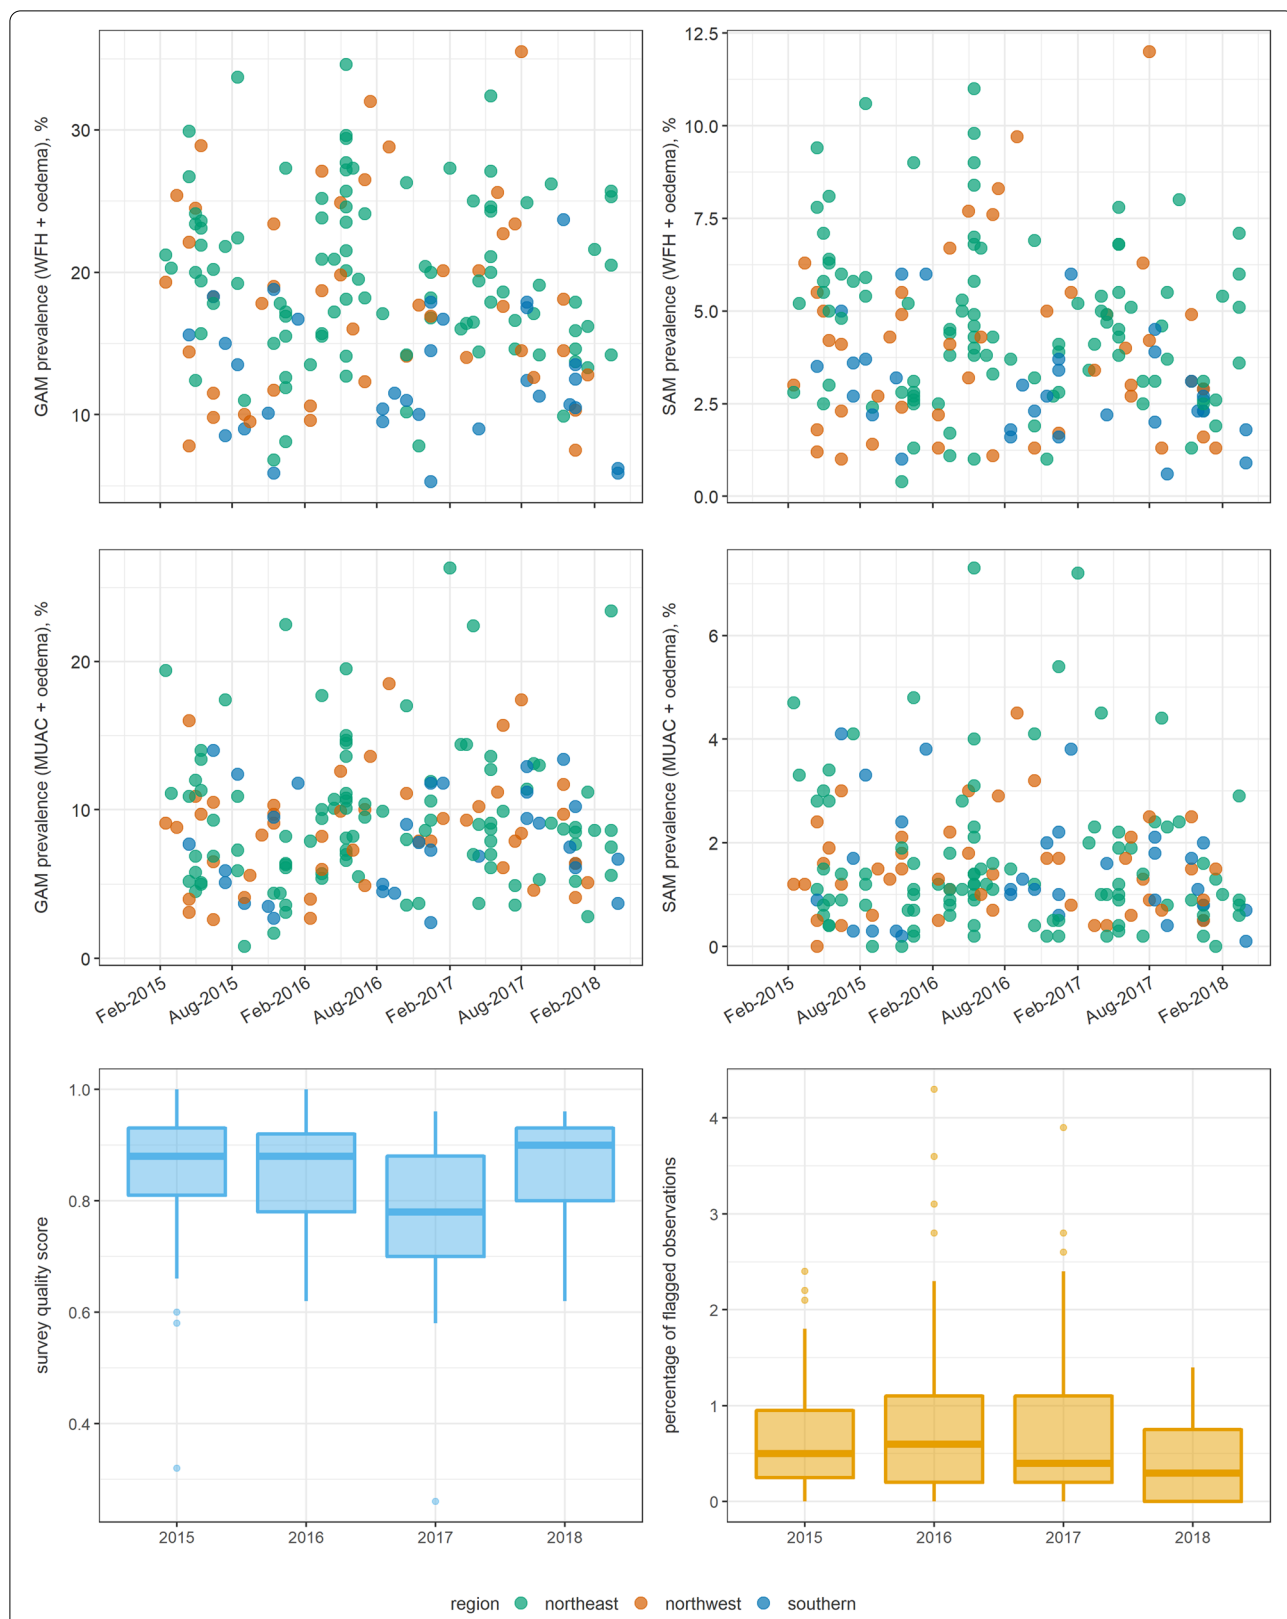 GAM prevalence (WFH + oedema), %
30
20
10
SAM prevalence (WFH + oedema), %
12.5
10.0
7.5
5.0
2.5
0.0
GAM prevalence (MUAC + oedema), %
20
10
0
Feb-2015
Aug-2015
Feb-2016
Aug-2016
Feb-2017
Aug-2017
Feb-2018
SAM prevalence (MUAC + oedema), %
6
4
2
0
Feb-2015
Aug-2015
Feb-2016
Aug-2016
Feb-2017
Aug-2017
Feb-2018
survey quality score
1.0
0.8
0.6
0.4
2015
2016
2017
2018
percentage of flagged observations
4
3
2
1
0
2015
2016
2017
2018
region northeast northwest southern